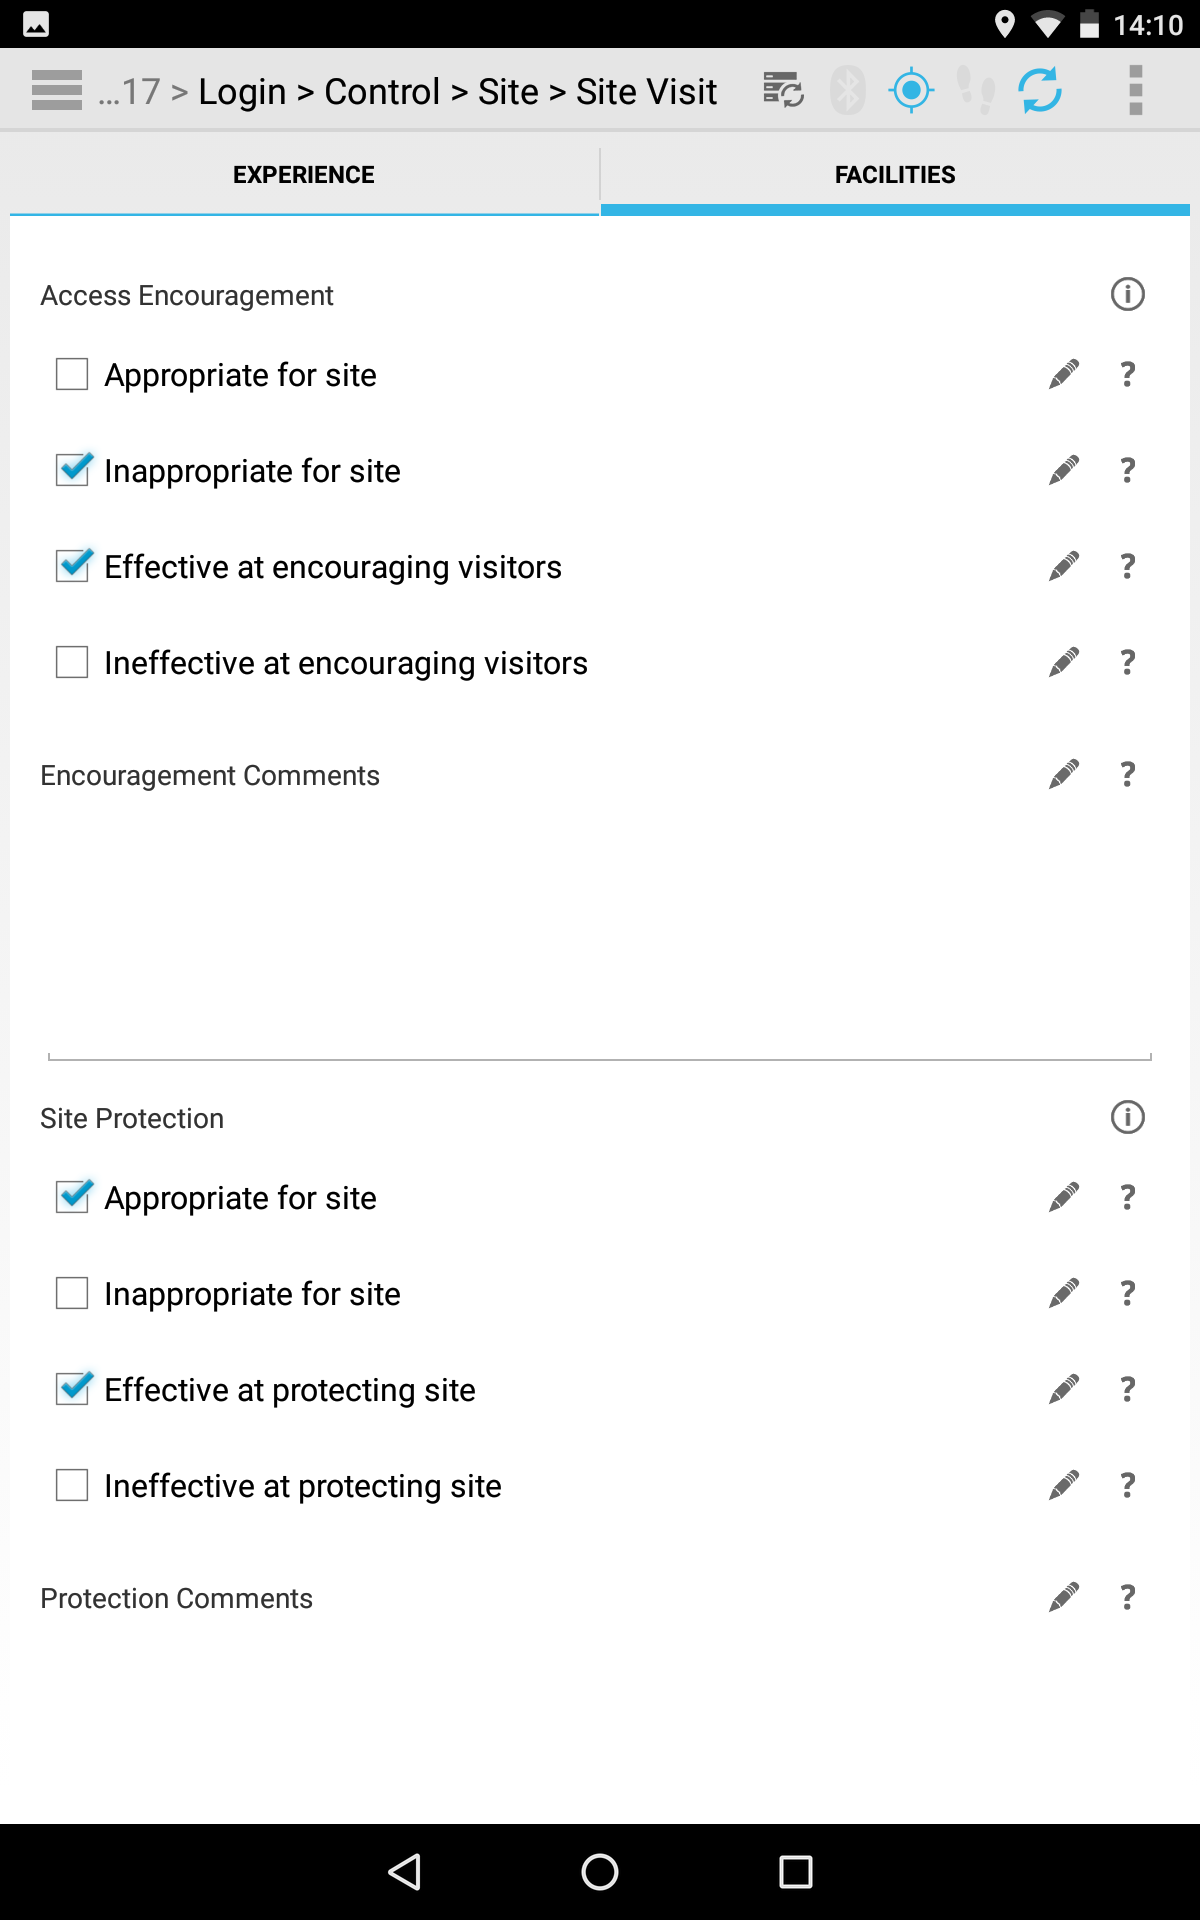 14:10
...17 > Login > Control > Site > Site Visit
EXPERIENCE
FACILITIES
Access Encouragement
Appropriate for site
?
Inappropriate for site
?
Effective at encouraging visitors
?
Ineffective at encouraging visitors
?
Encouragement Comments
?
Site Protection
Appropriate for site
?
Inappropriate for site
?
Effective at protecting site
?
Ineffective at protecting site
?
Protection Comments
?